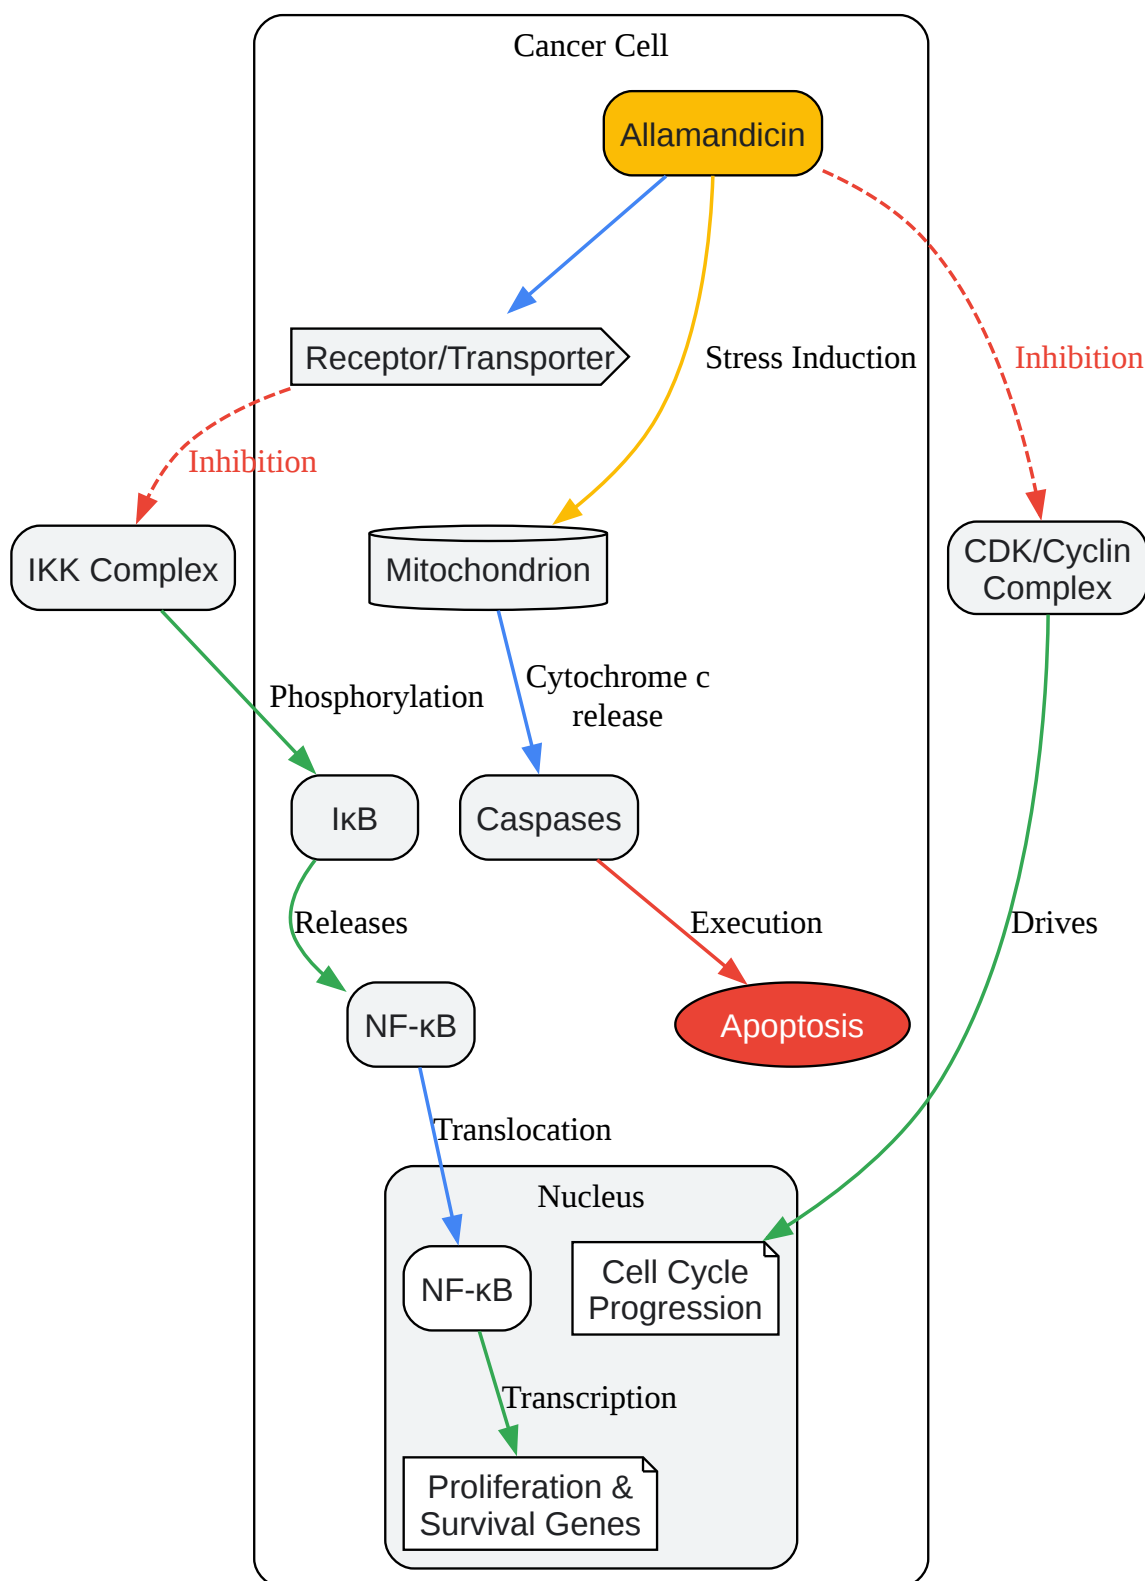 Cancer Cell
Allamandicin
Receptor/Transporter
Stress Induction
Inhibition
Inhibition
IKK Complex
Mitochondrion
CDK/Cyclin
Complex
Phosphorylation
Cytochrome c
release
IκB
Caspases
Releases
Execution
Drives
NF-κB
Apoptosis
Translocation
Nucleus
NF-κB
Cell Cycle
Progression
Transcription
Proliferation &
Survival Genes